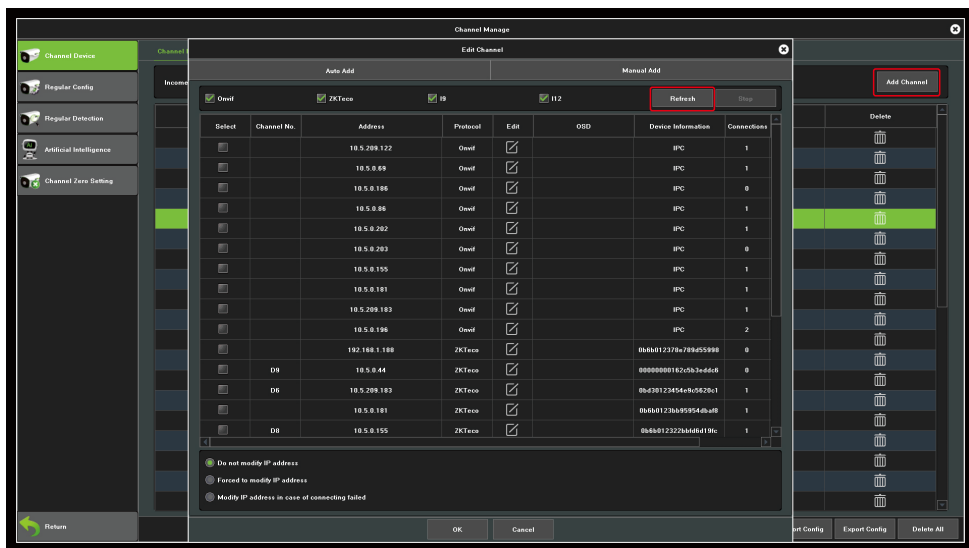 Channel Manage
Edit Channel
Channel Device
Regular Config
Regular Detection
Artificial Intelligence
Channel Zero Setting
Return
Channel
Income
Add Channel
Delete
Auto Add
Manual Add
Onvif ZKTeco I9 I12 Refresh Stop
Select Channel No. Address Protocol Edit OSD Device Information Connections
10.5.209.122 Onvif IPC 1
10.5.0.69 Onvif IPC 1
10.5.0.186 Onvif IPC 0
10.5.0.86 Onvif IPC 1
10.5.0.202 Onvif IPC 1
10.5.0.203 Onvif IPC 0
10.5.0.155 Onvif IPC 1
10.5.0.181 Onvif IPC 1
10.5.209.183 Onvif IPC 1
10.5.0.196 Onvif IPC 2
192.168.1.188 ZKTeco 0b6b012378e789d55998 0
D9 10.5.0.44 ZKTeco 00000000162c5b3eddc6 0
D6 10.5.209.183 ZKTeco 0bd38123454e9c5620c1 1
10.5.0.181 ZKTeco 0b6b0123bb95954dbaf8 1
D8 10.5.0.155 ZKTeco 0b6b012322bbfd6d19fc 1
Do not modify IP address
Forced to modify IP address
Modify IP address in case of connecting failed
OK Cancel
ort Config Export Config Delete All